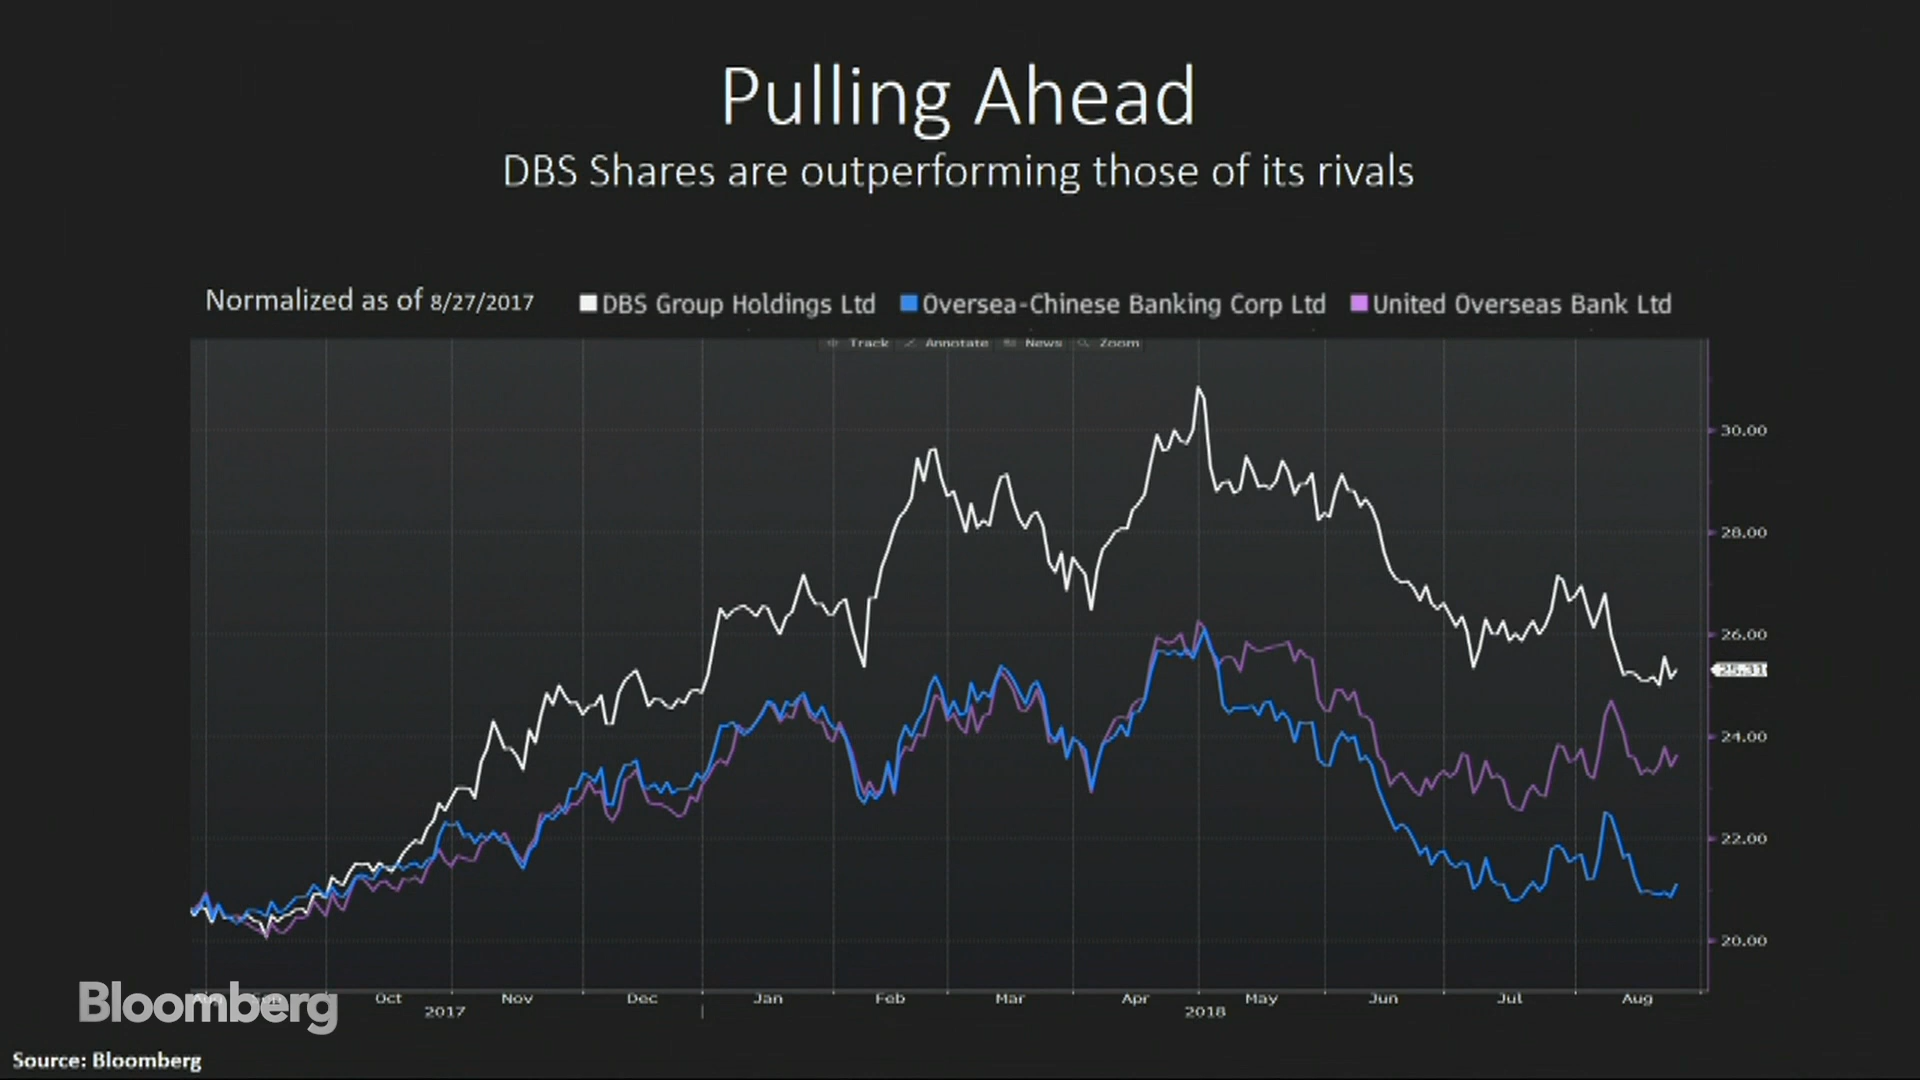 Pulling Ahead
DBS Shares are outperforming those of its rivals
Normalized as of 8/27/2017 DBS Group Holdings Ltd Oversea-Chinese Banking Corp Ltd United Overseas Bank Ltd
Track Annotate News Zoom
30.00
28.00
26.00
25.31
24.00
22.00
20.00
Oct Nov Dec Jan Feb Mar Apr May Jun Jul Aug
2017 2018
Bloomberg
Source: Bloomberg